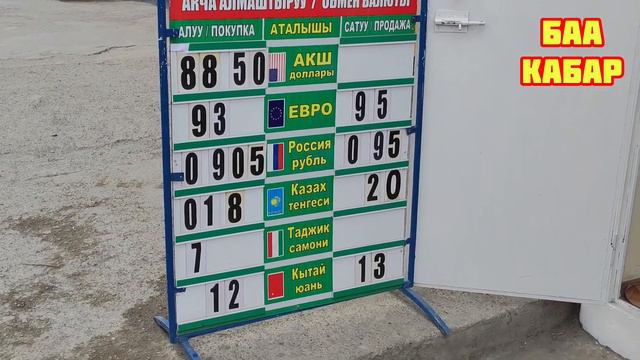 АКЧА АЛМАШТЫРУУ / ОБМЕН ВАЛЮТЫ
АЛУУ / ПОКУПКА АТАЛЫШЫ САТУУ / ПРОДАЖА
88 50 АКШ доллары
93 ЕВРО 95
0 905 Россия рубль 0 95
018 Казах тенгеси 20
7 Таджик самони
12 Кытай юань 13
БАА
КАБАР